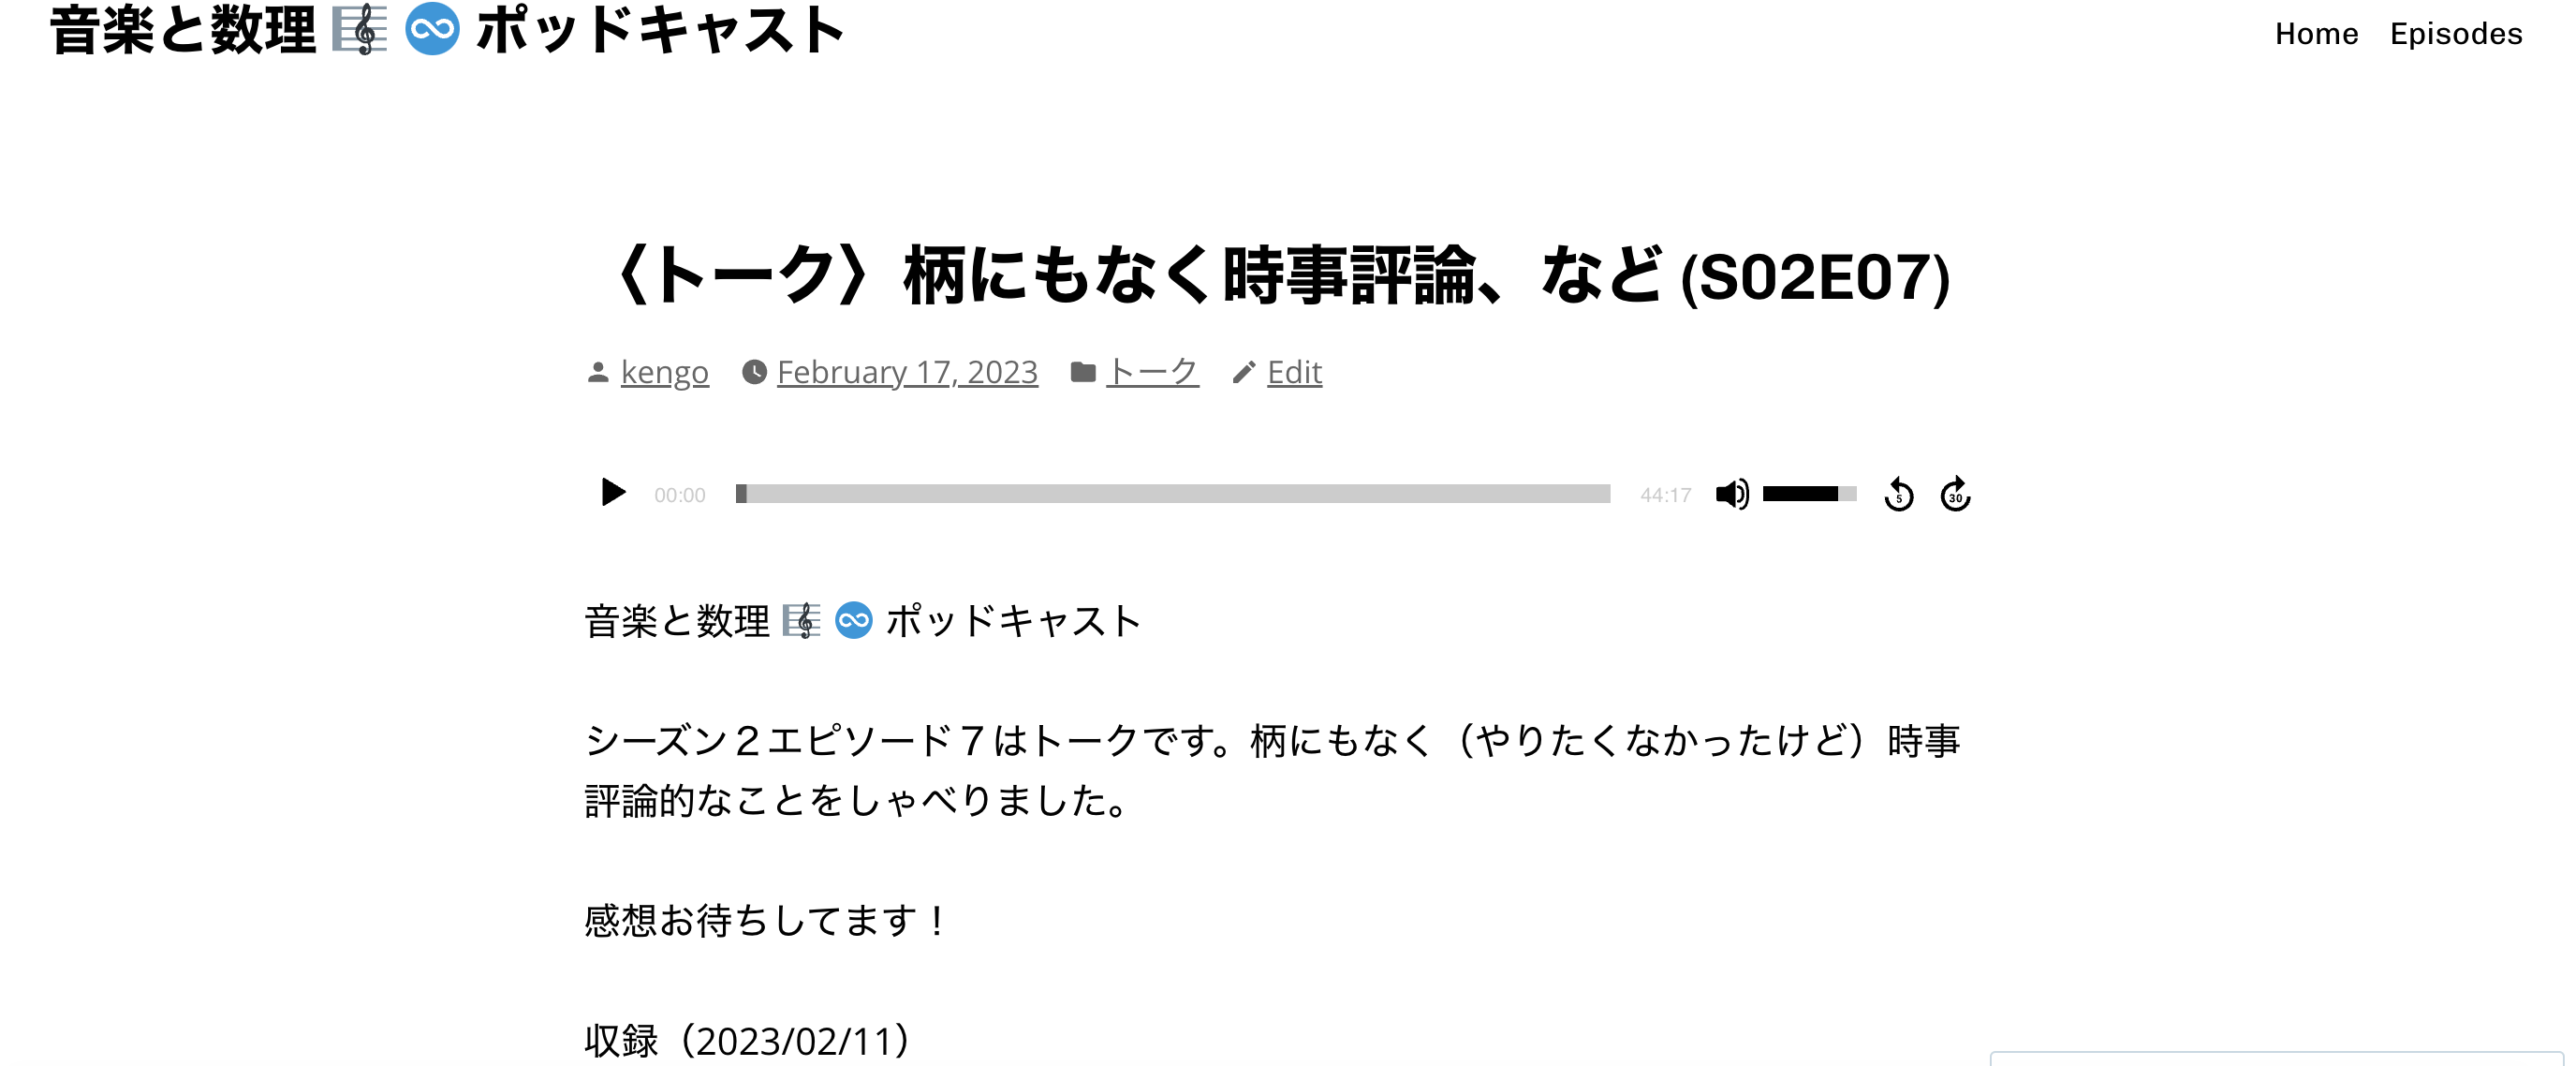 音楽と数理 🎼 ♾ ポッドキャスト
Home Episodes
〈トーク〉柄にもなく時事評論、など (S02E07)
kengo February 17, 2023 トーク Edit
00:00 44:17 5 30
音楽と数理 🎼 ♾ ポッドキャスト
シーズン２エピソード７はトークです。柄にもなく（やりたくなかったけど）時事
評論的なことをしゃべりました。
感想お待ちしてます！
収録（2023/02/11）